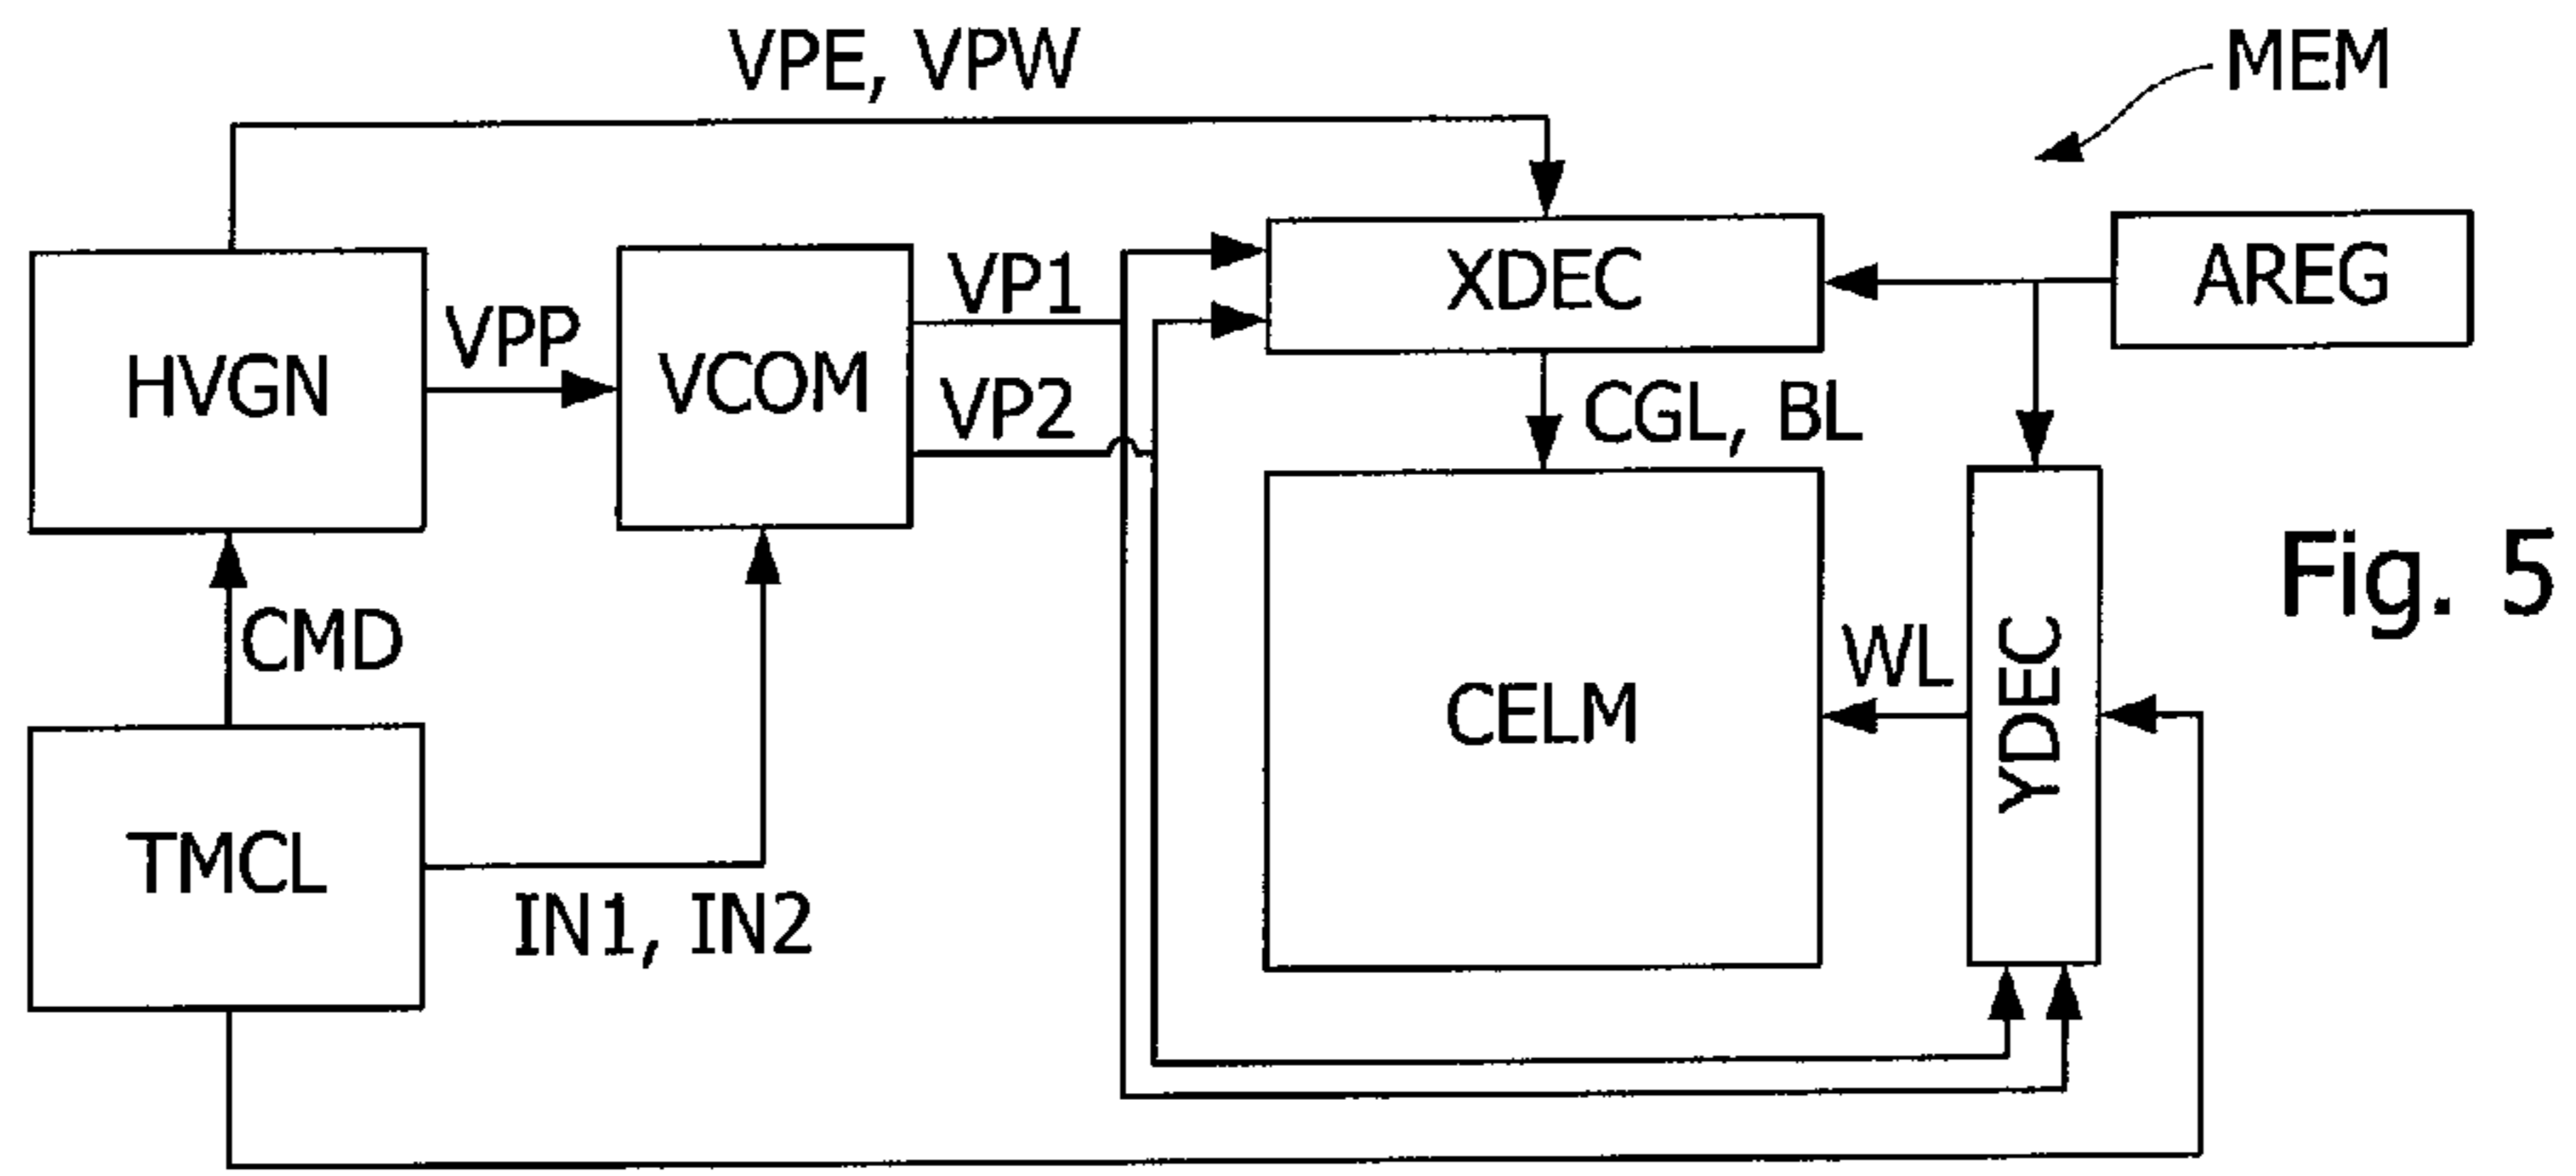 VPE, VPW
MEM
HVGN
VPP
VCOM
VP1
VP2
XDEC
AREG
CGL, BL
CMD
CELM
WL
YDEC
Fig. 5
TMCL
IN1, IN2